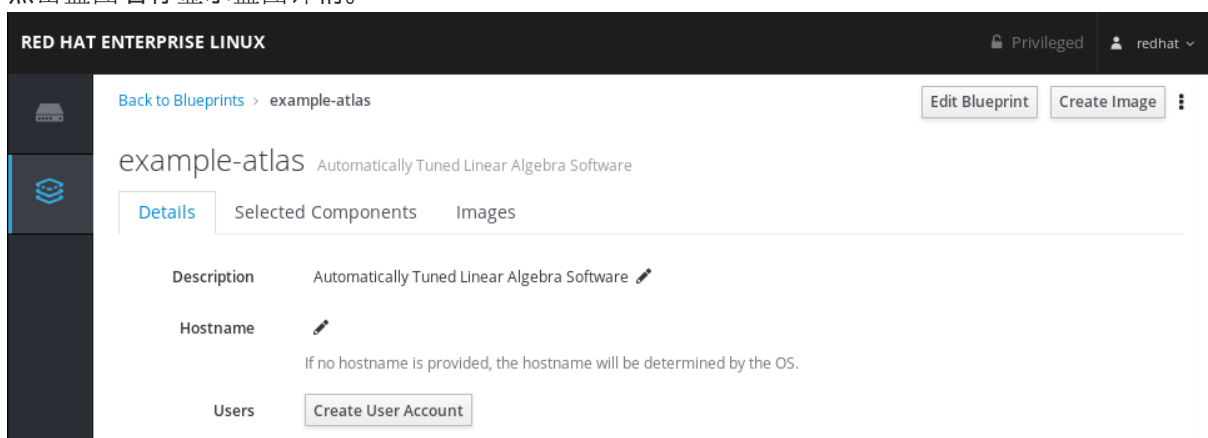 RED HAT ENTERPRISE LINUX
Privileged
redhat
Back to Blueprints > example-atlas
Edit Blueprint
Create Image
example-atlas Automatically Tuned Linear Algebra Software
Details
Selected Components
Images
Description
Automatically Tuned Linear Algebra Software
Hostname
If no hostname is provided, the hostname will be determined by the OS.
Users
Create User Account